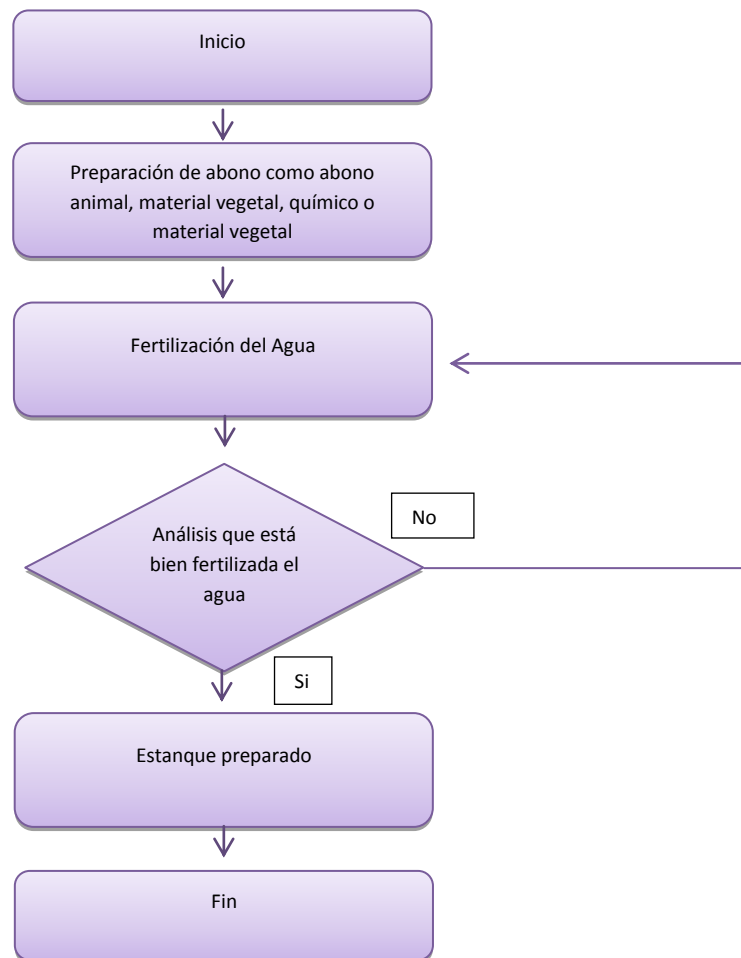 Inicio
Preparación de abono como abono
animal, material vegetal, químico o
material vegetal
Fertilización del Agua
No
Análisis que está
bien fertilizada el
agua
Si
Estanque preparado
Fin